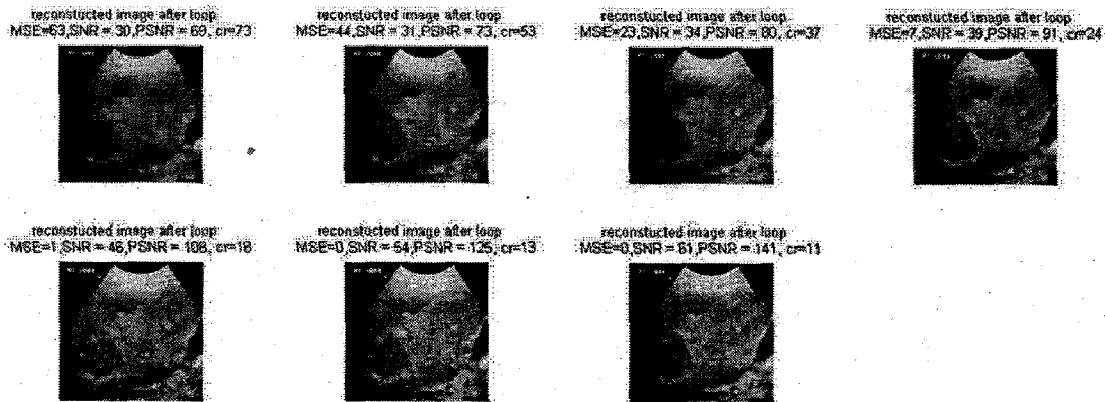 reconstucted image after loop
MSE=63,SNR = 30,PSNR = 69, cr=73
reconstucted image after loop
MSE=44,SNR = 31,PSNR = 73, cr=53
reconstucted image after loop
MSE=23,SNR = 34,PSNR = 80, cr=37
reconstucted image after loop
MSE=7,SNR = 39,PSNR = 91, cr=24
reconstucted image after loop
MSE=1,SNR = 46,PSNR = 108, cr=18
reconstucted image after loop
MSE=0,SNR = 54,PSNR = 125, cr=13
reconstucted image after loop
MSE=0,SNR = 61,PSNR = 141, cr=11